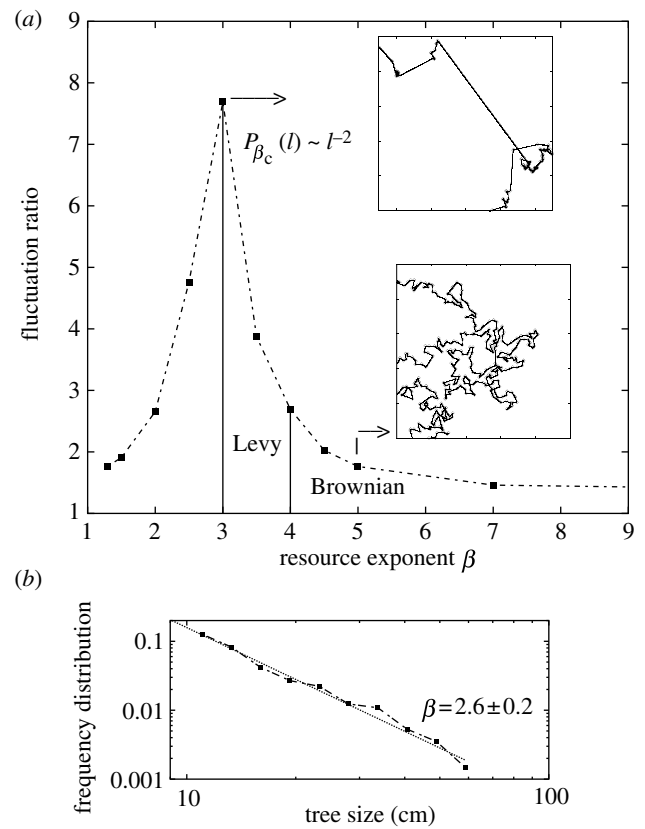 (a)
9
8
7
6
5
4
3
2
1
fluctuation ratio
P_{β_c} (l) ~ l^{–2}
Levy
Brownian
1 2 3 4 5 6 7 8 9
resource exponent β
(b)
0.1
0.01
0.001
frequency distribution
β=2.6±0.2
10 100
tree size (cm)